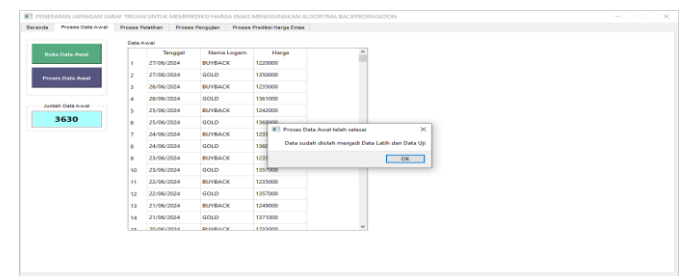 PENERAPAN JARINGAN SARAF TIRUAN UNTUK MEMPREDIKSI HARGA EMAS MENGGUNAKAN ALGORITMA BACKPROPAGATION
Beranda Proses Data Awal Proses Pelatihan Proses Pengujian Proses Prediksi Harga Emas
Buka Data Awal
Proses Data Awal
Jumlah Data Awal
3630
Data Awal
Tanggal Nama Logam Harga
1 27/06/2024 BUYBACK 1220000
2 27/06/2024 GOLD 1350000
3 26/06/2024 BUYBACK 1235000
4 26/06/2024 GOLD 1361000
5 25/06/2024 BUYBACK 1242000
6 25/06/2024 GOLD
7 24/06/2024 BUYBACK
8 24/06/2024 GOLD
9 23/06/2024 BUYBACK
10 23/06/2024 GOLD 1357000
11 22/06/2024 BUYBACK 1235000
12 22/06/2024 GOLD 1357000
13 21/06/2024 BUYBACK 1249000
14 21/06/2024 GOLD 1371000
15 20/06/2024 BUYBACK 1233000
Proses Data Awal telah selesai
Data sudah diolah menjadi Data Latih dan Data Uji
OK